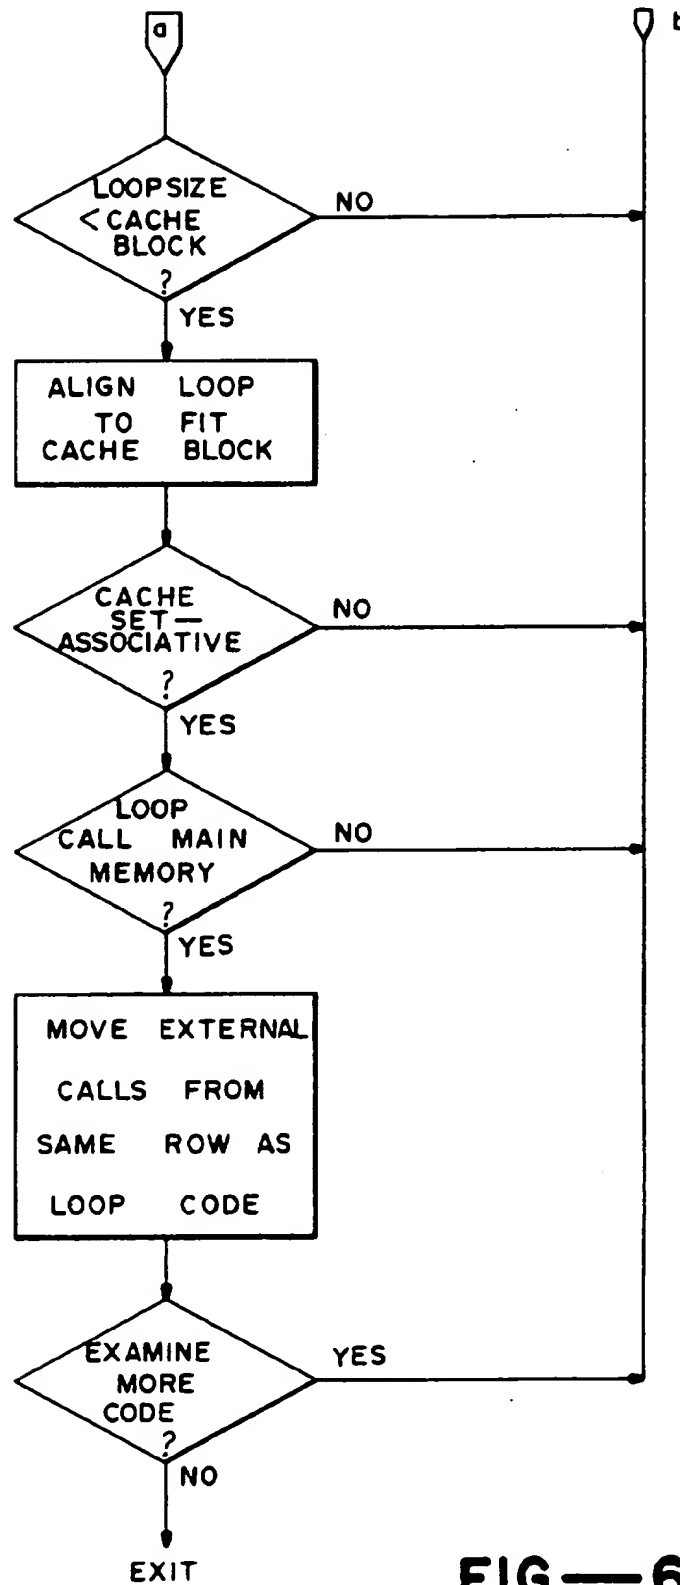 a
LOOPSIZE
< CACHE
BLOCK
?
NO
YES
ALIGN LOOP
TO FIT
CACHE BLOCK
CACHE
SET—
ASSOCIATIVE
?
NO
YES
LOOP
CALL MAIN
MEMORY
?
NO
YES
MOVE EXTERNAL
CALLS FROM
SAME ROW AS
LOOP CODE
EXAMINE
MORE
CODE
?
YES
NO
EXIT
FIG — 6